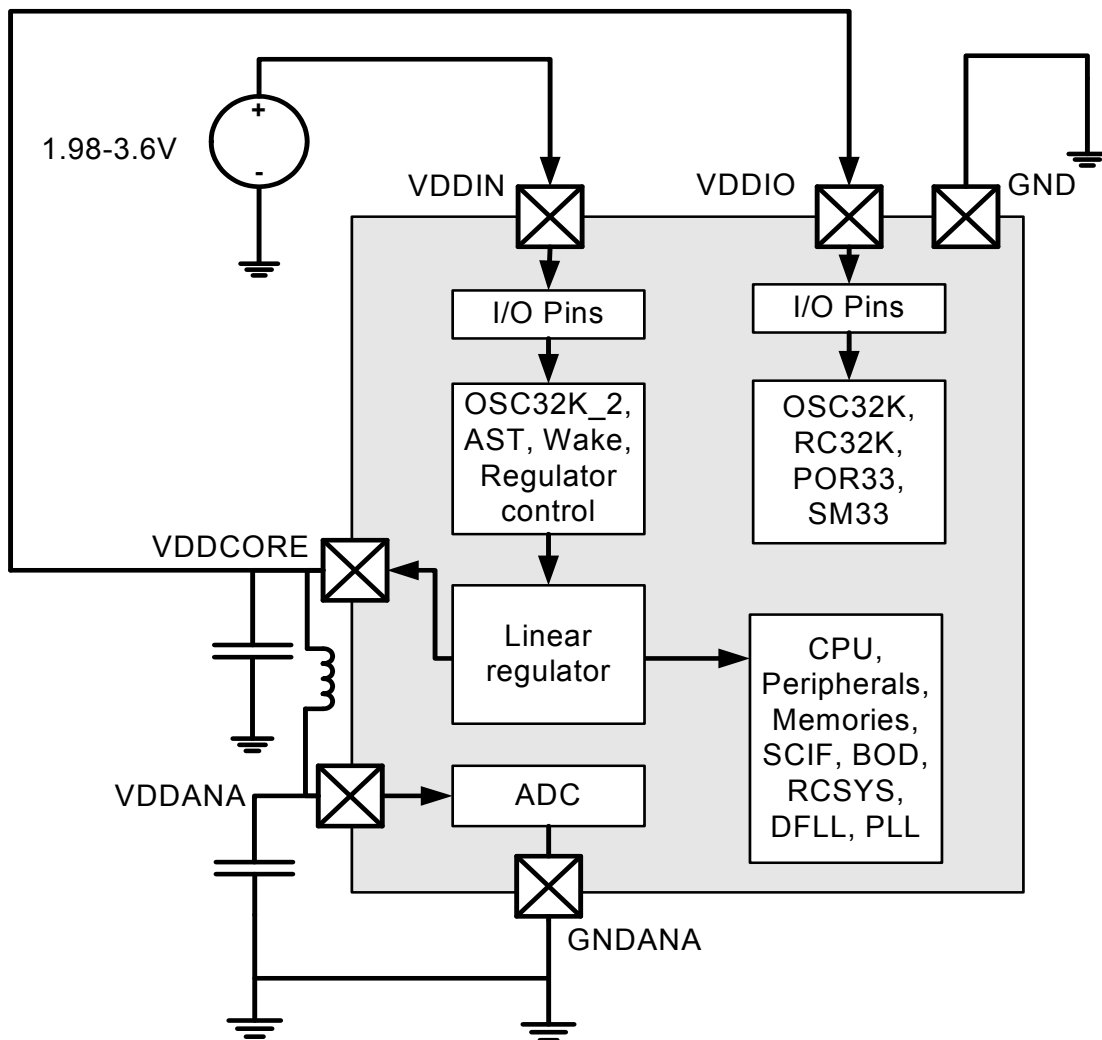 +
1.98-3.6V
-
VDDIN
VDDIO
GND
I/O Pins
I/O Pins
OSC32K_2,
AST, Wake,
Regulator
control
OSC32K,
RC32K,
POR33,
SM33
VDDCORE
Linear
regulator
CPU,
Peripherals,
Memories,
SCIF, BOD,
RCSYS,
DFLL, PLL
VDDANA
ADC
GNDANA